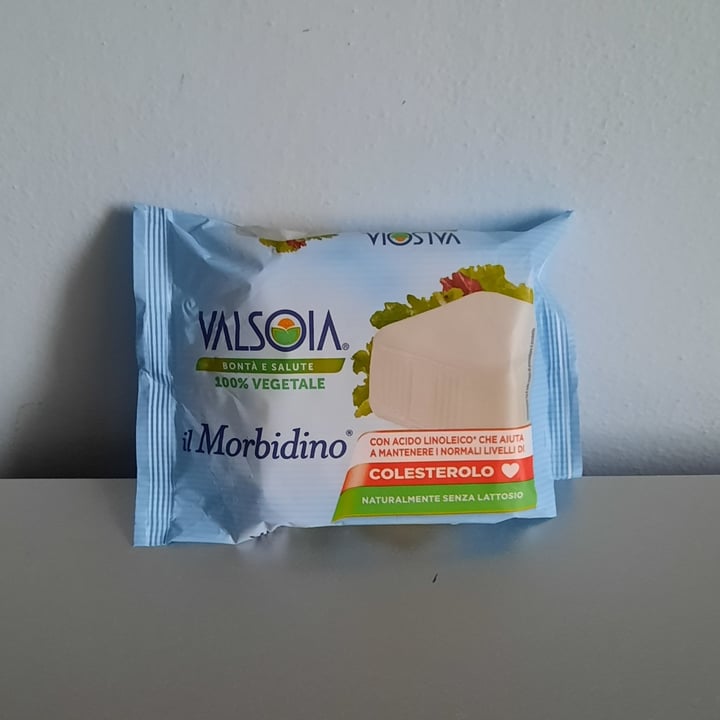 VALSOIA
VALSOIA®
BONTÀ E SALUTE
100% VEGETALE
il Morbidino®
CON ACIDO LINOLEICO* CHE AIUTA
A MANTENERE I NORMALI LIVELLI DI
COLESTEROLO
NATURALMENTE SENZA LATTOSIO